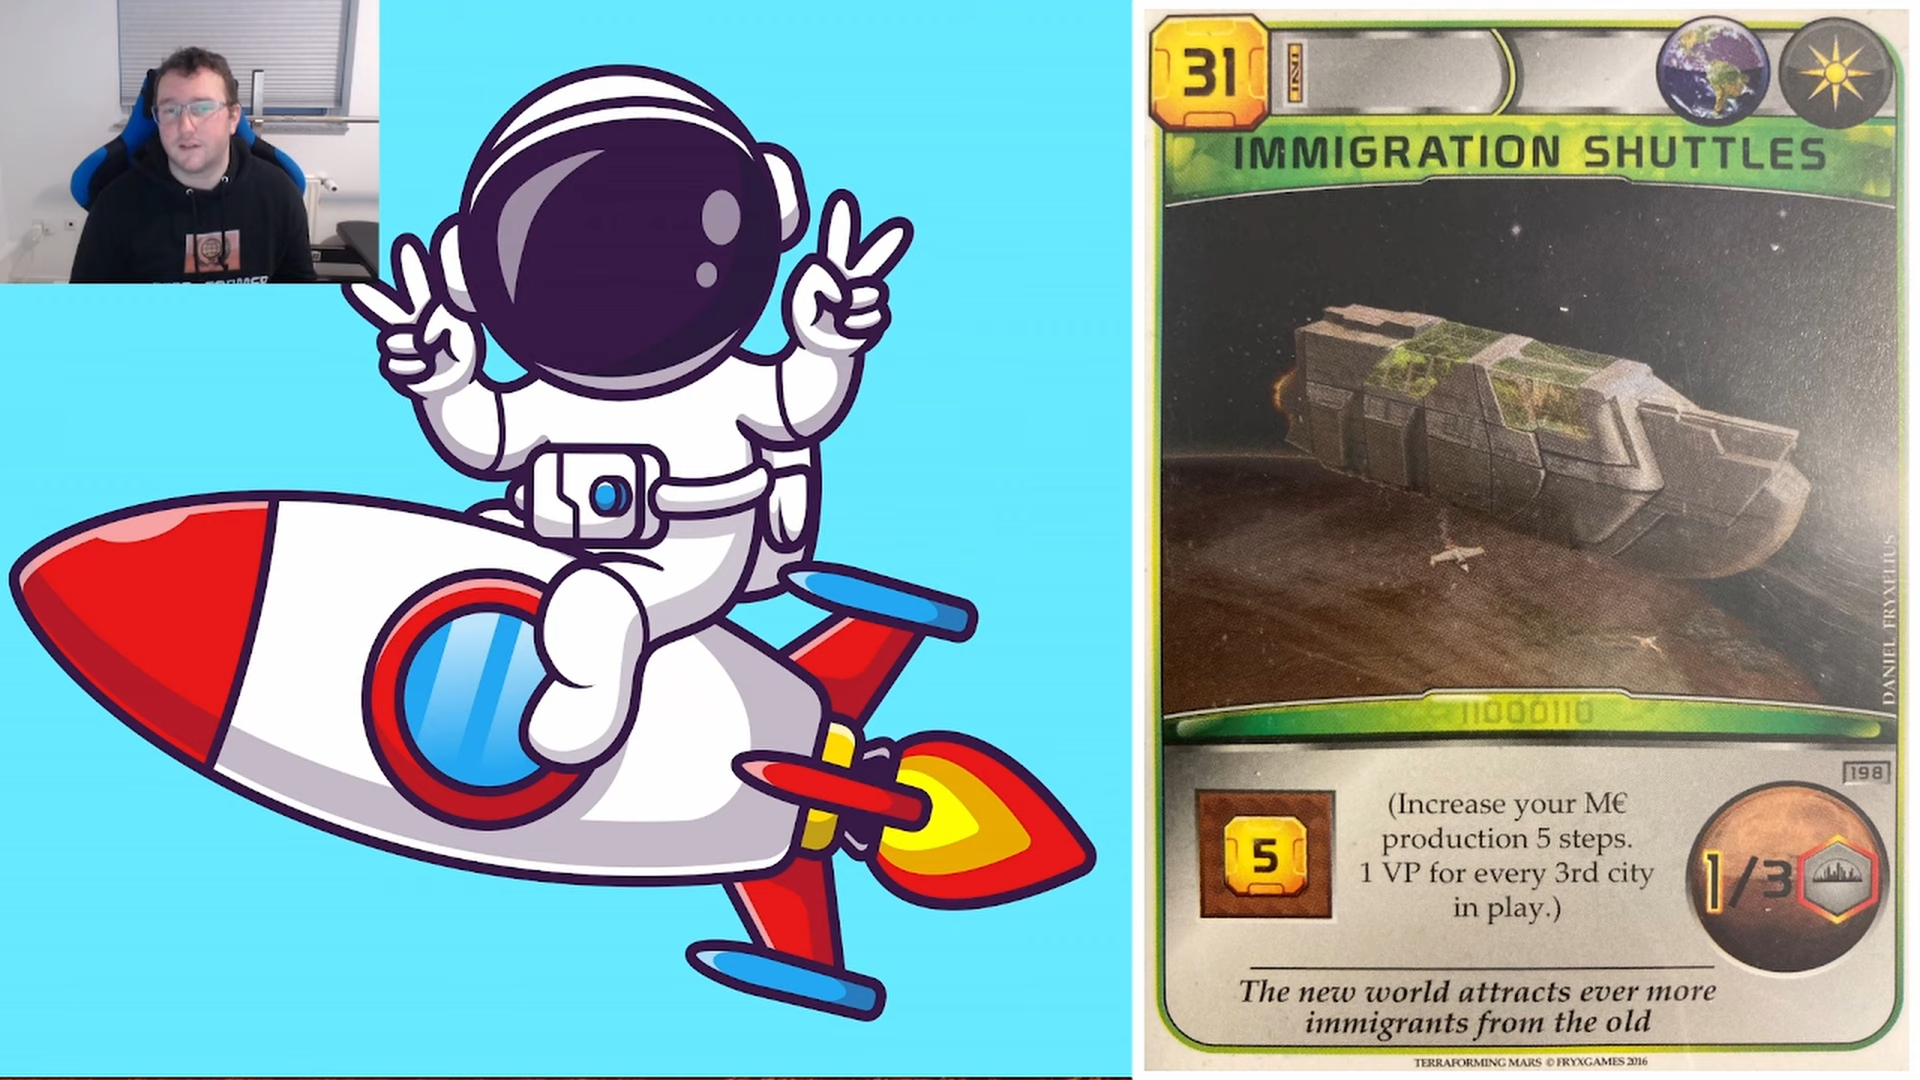 31
IMMIGRATION SHUTTLES
DANIEL FRYXELIUS
11000110
198
5
(Increase your M€
production 5 steps.
1 VP for every 3rd city
in play.)
1/3
The new world attracts ever more
immigrants from the old
TERRAFORMING MARS © FRYXGAMES 2016